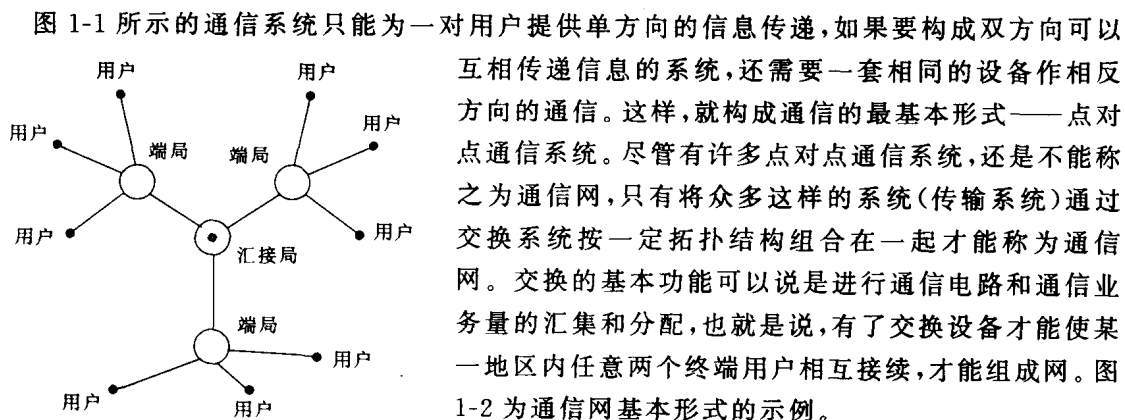 图 1-1 所示的通信系统只能为一对用户提供单方向的信息传递,如果要构成双方向可以
互相传递信息的系统,还需要一套相同的设备作相反
方向的通信。这样,就构成通信的最基本形式——点对
点通信系统。尽管有许多点对点通信系统,还是不能称
之为通信网,只有将众多这样的系统(传输系统)通过
交换系统按一定拓扑结构组合在一起才能称为通信
网。交换的基本功能可以说是进行通信电路和通信业
务量的汇集和分配,也就是说,有了交换设备才能使某
一地区内任意两个终端用户相互接续,才能组成网。图
1-2 为通信网基本形式的示例。
用户
用户
用户
用户
端局
端局
用户
用户
汇接局
端局
用户
用户
用户